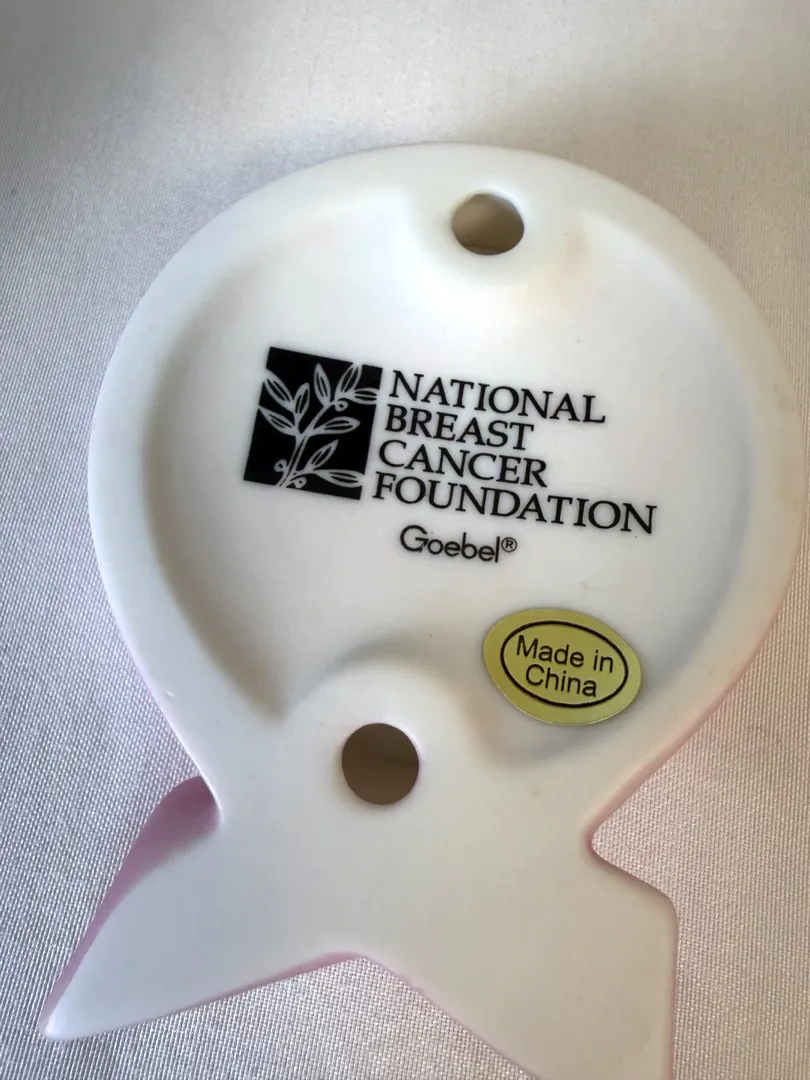 NATIONAL
BREAST
CANCER
FOUNDATION
Goebel®
Made in
China